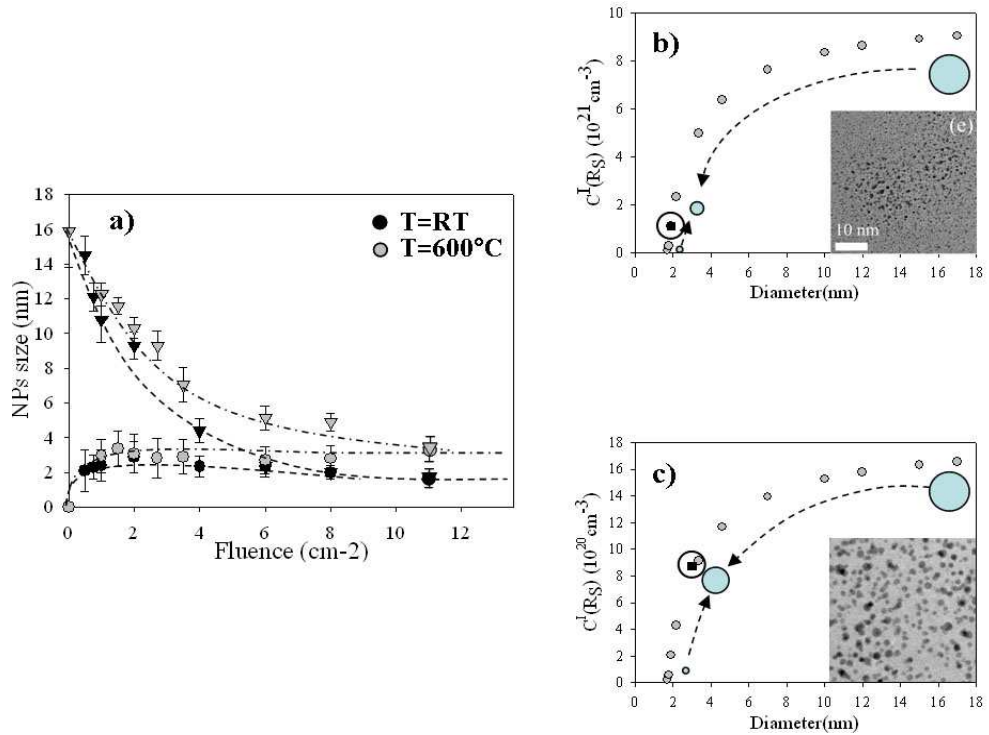 a)
T=RT
T=600°C
18
16
14
12
10
8
6
4
2
0
NPs size (nm)
0 2 4 6 8 10 12
Fluence (cm-2)
b)
10
8
6
4
2
0
C^I(R_S) (10^21 cm-3)
(e)
10 nm
0 2 4 6 8 10 12 14 16 18
Diameter(nm)
c)
18
16
14
12
10
8
6
4
2
0
C^I(R_S) (10^20 cm-3)
0 2 4 6 8 10 12 14 16 18
Diameter(nm)